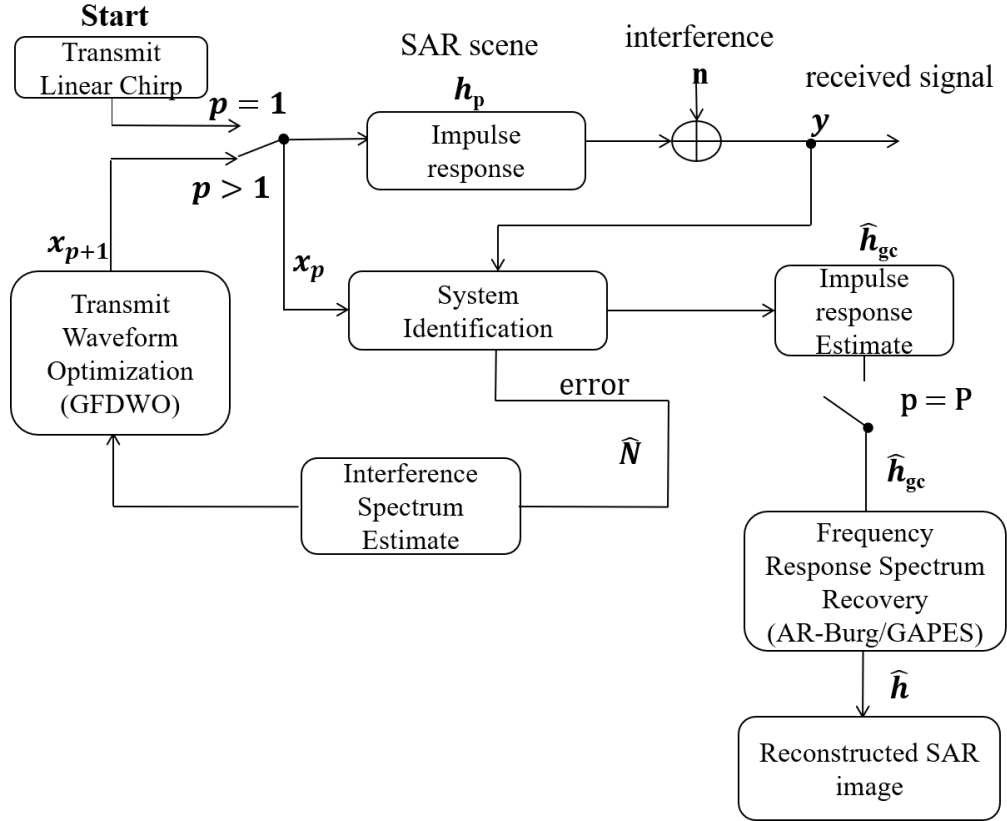 Start
Transmit
Linear Chirp
p = 1
p > 1
SAR scene
h_p
Impulse
response
interference
n
received signal
y
x_{p+1}
x_p
Transmit
Waveform
Optimization
(GFDWO)
System
Identification
ĥ_gc
Impulse
response
Estimate
error
N̂
p = P
Interference
Spectrum
Estimate
ĥ_gc
Frequency
Response Spectrum
Recovery
(AR-Burg/GAPES)
ĥ
Reconstructed SAR
image